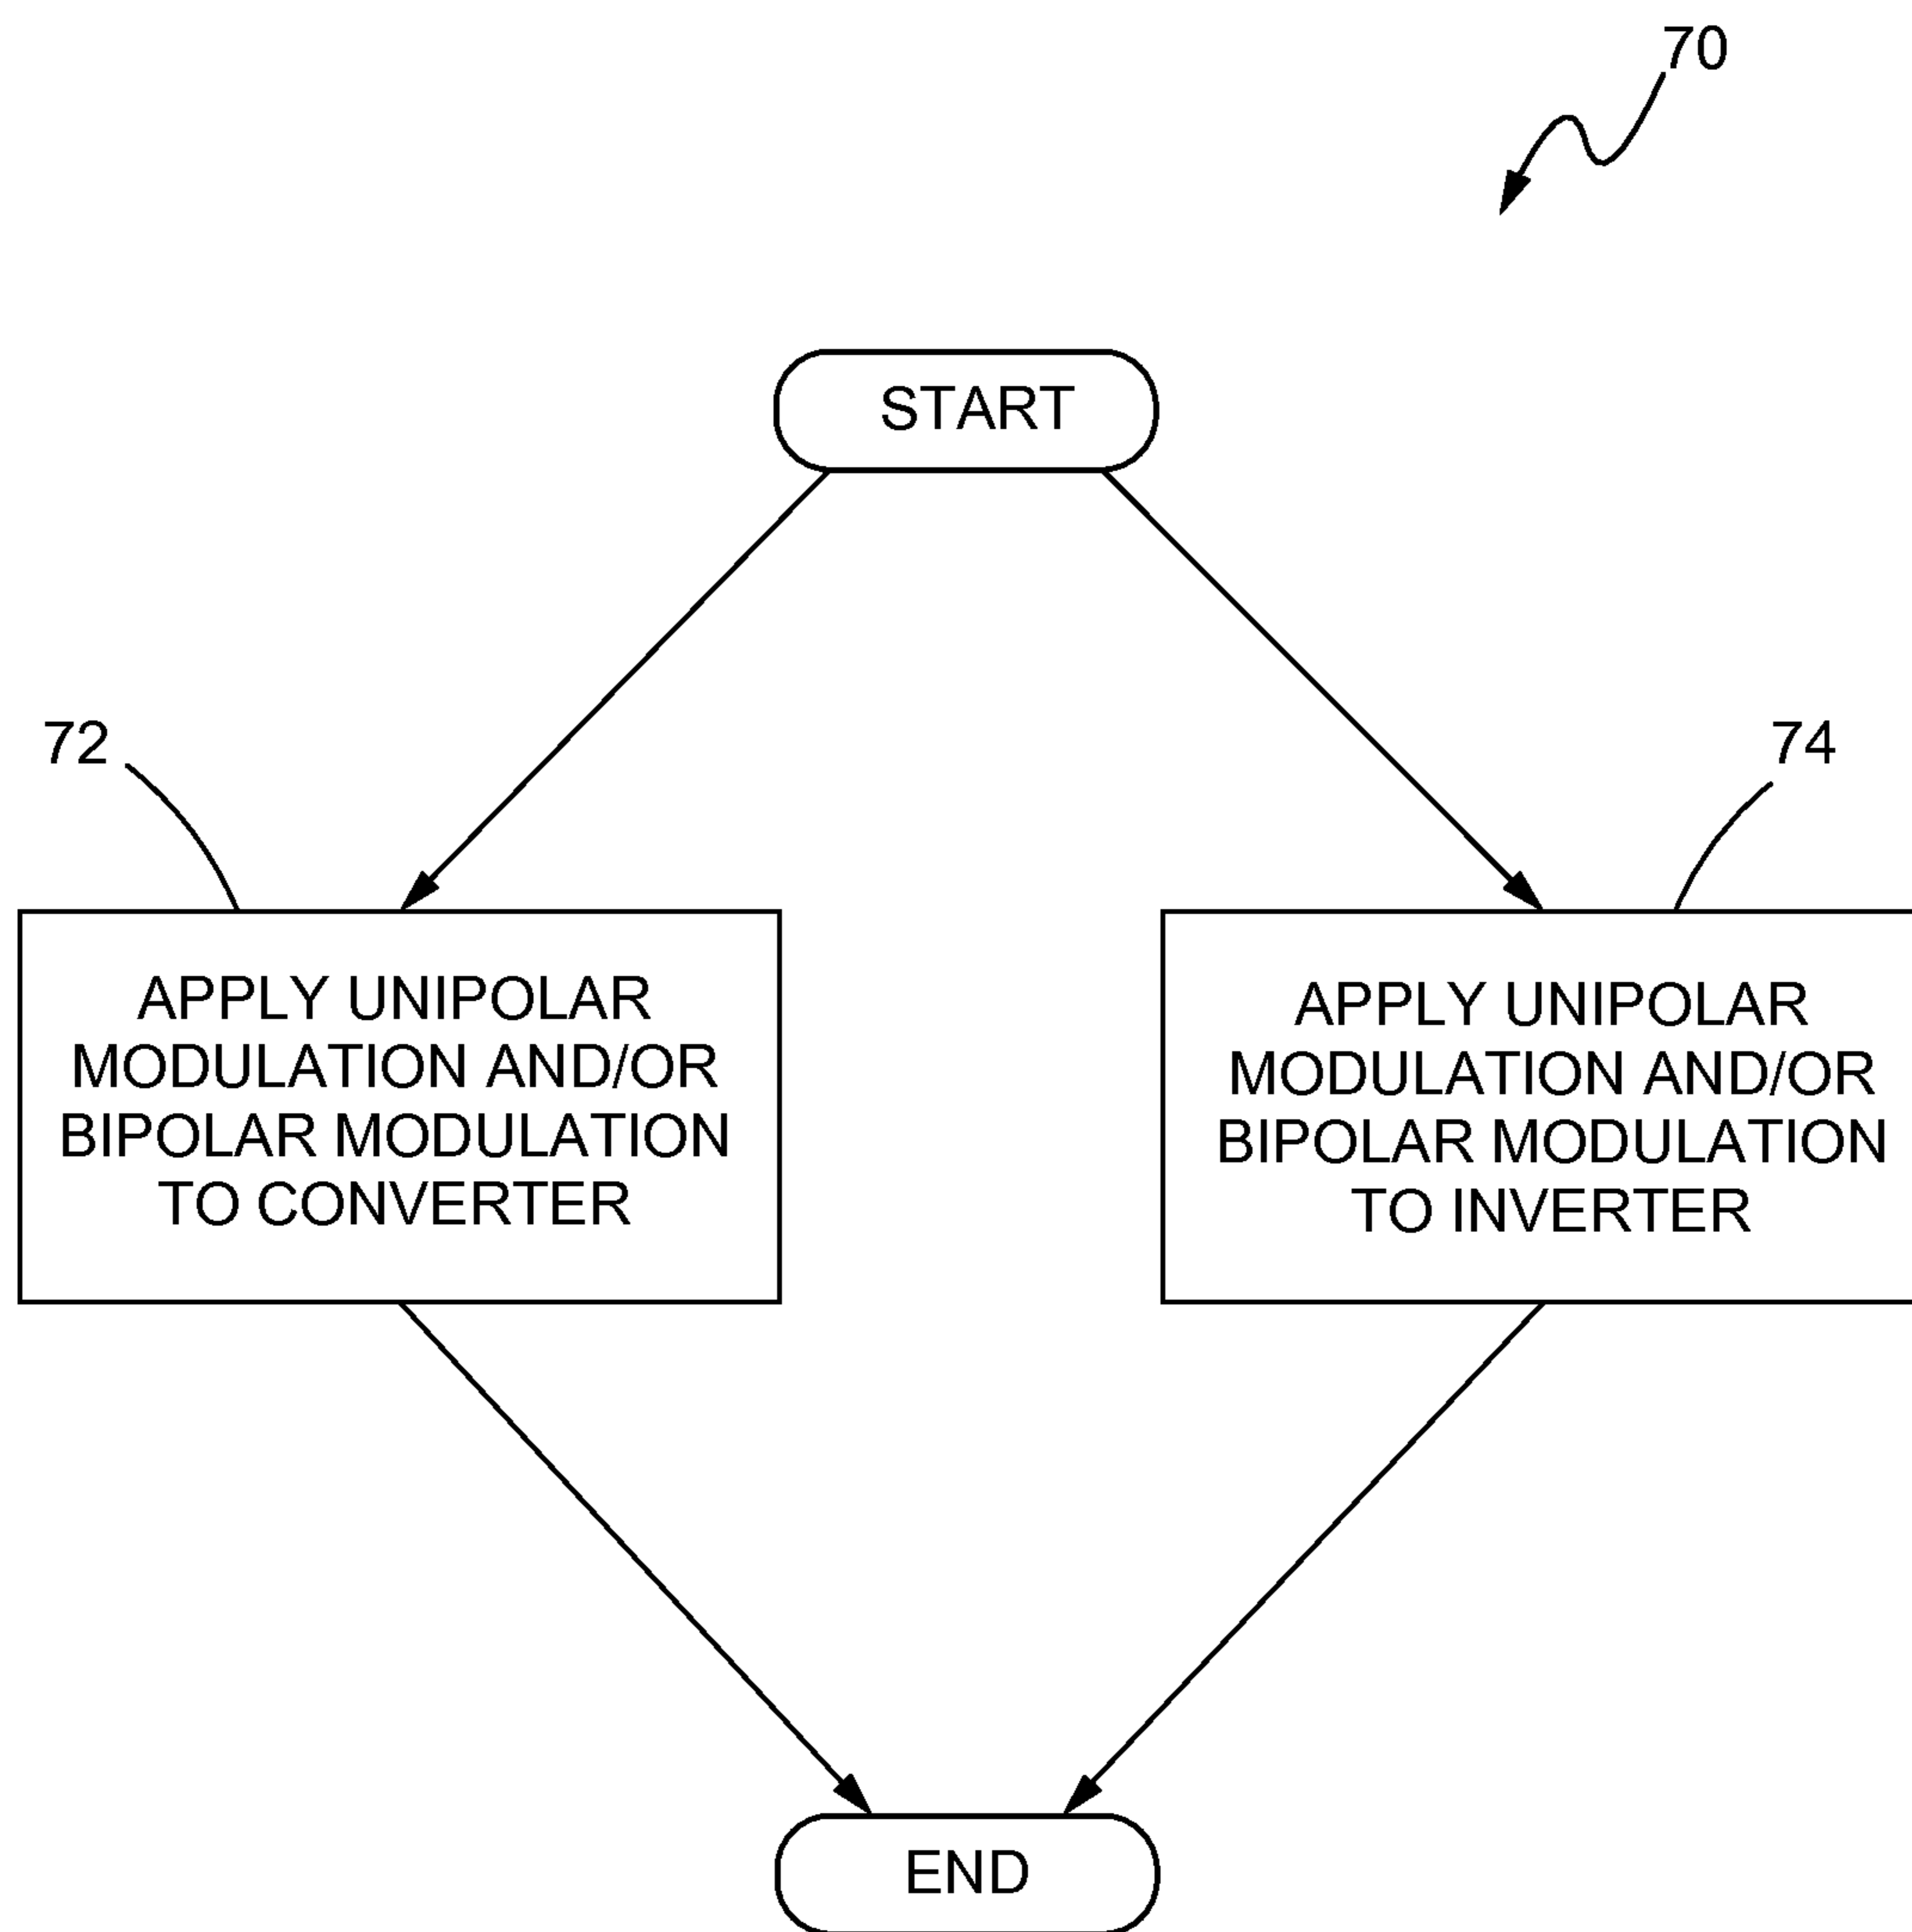 70
START
72
74
APPLY UNIPOLAR
MODULATION AND/OR
BIPOLAR MODULATION
TO CONVERTER
APPLY UNIPOLAR
MODULATION AND/OR
BIPOLAR MODULATION
TO INVERTER
END